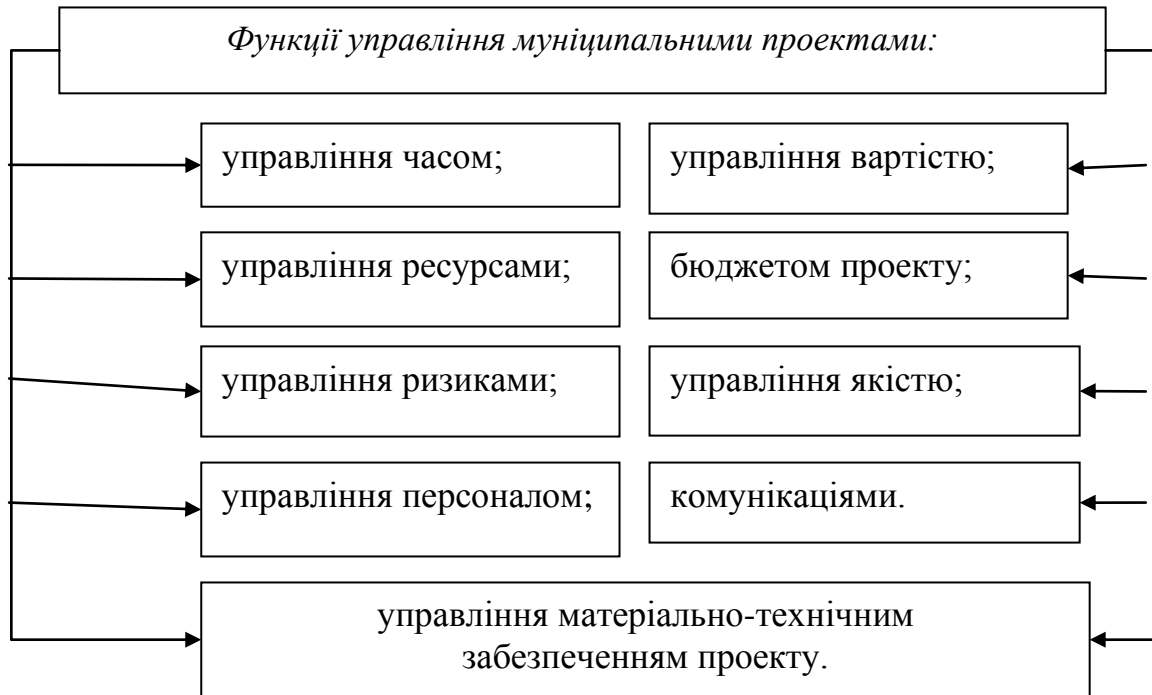 Функції управління муніципальними проектами:
управління часом;
управління вартістю;
управління ресурсами;
бюджетом проекту;
управління ризиками;
управління якістю;
управління персоналом;
комунікаціями.
управління матеріально-технічним
забезпеченням проекту.